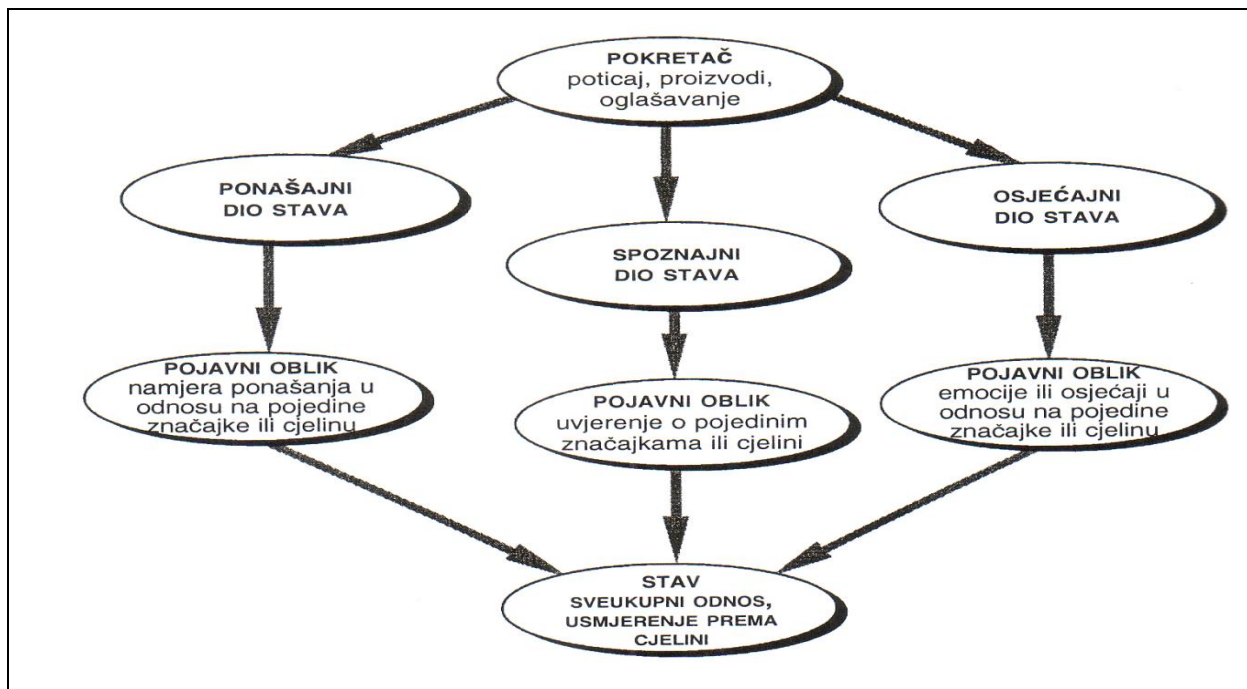 POKRETAČ
poticaj, proizvodi,
oglašavanje
PONAŠAJNI
DIO STAVA
SPOZNAJNI
DIO STAVA
OSJEĆAJNI
DIO STAVA
POJAVNI OBLIK
namjera ponašanja u
odnosu na pojedine
značajke ili cjelinu
POJAVNI OBLIK
uvjerenje o pojedinim
značajkama ili cjelini
POJAVNI OBLIK
emocije ili osjećaji u
odnosu na pojedine
značajke ili cjelinu
STAV
SVEUKUPNI ODNOS,
USMJERENJE PREMA
CJELINI